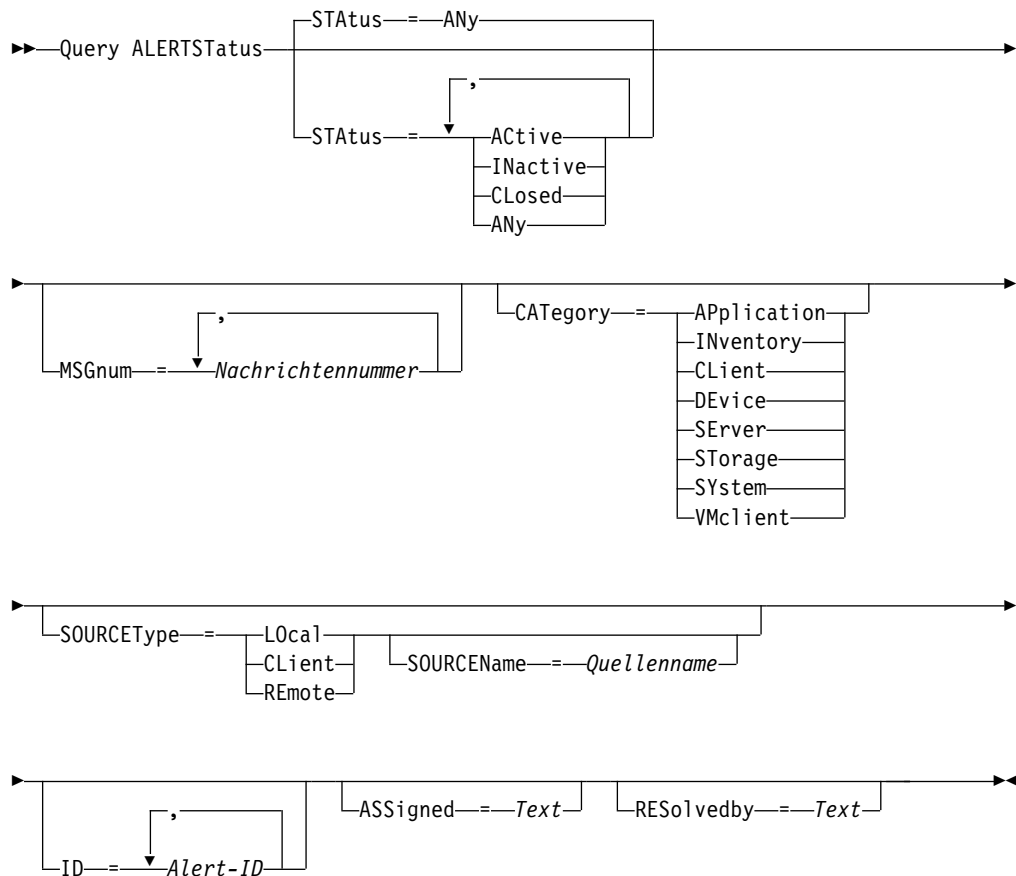 STAtus = ANy
Query ALERTSTatus
,
STAtus = ACtive
INactive
CLosed
ANy
,
MSGnum = Nachrichtennummer
CATegory = APplication
INventory
CLient
DEvice
SErver
STorage
SYstem
VMclient
SOURCEType = LOcal
CLient
REmote
SOURCEName = Quellenname
,
ID = Alert-ID
ASSigned = Text
RESolvedby = Text